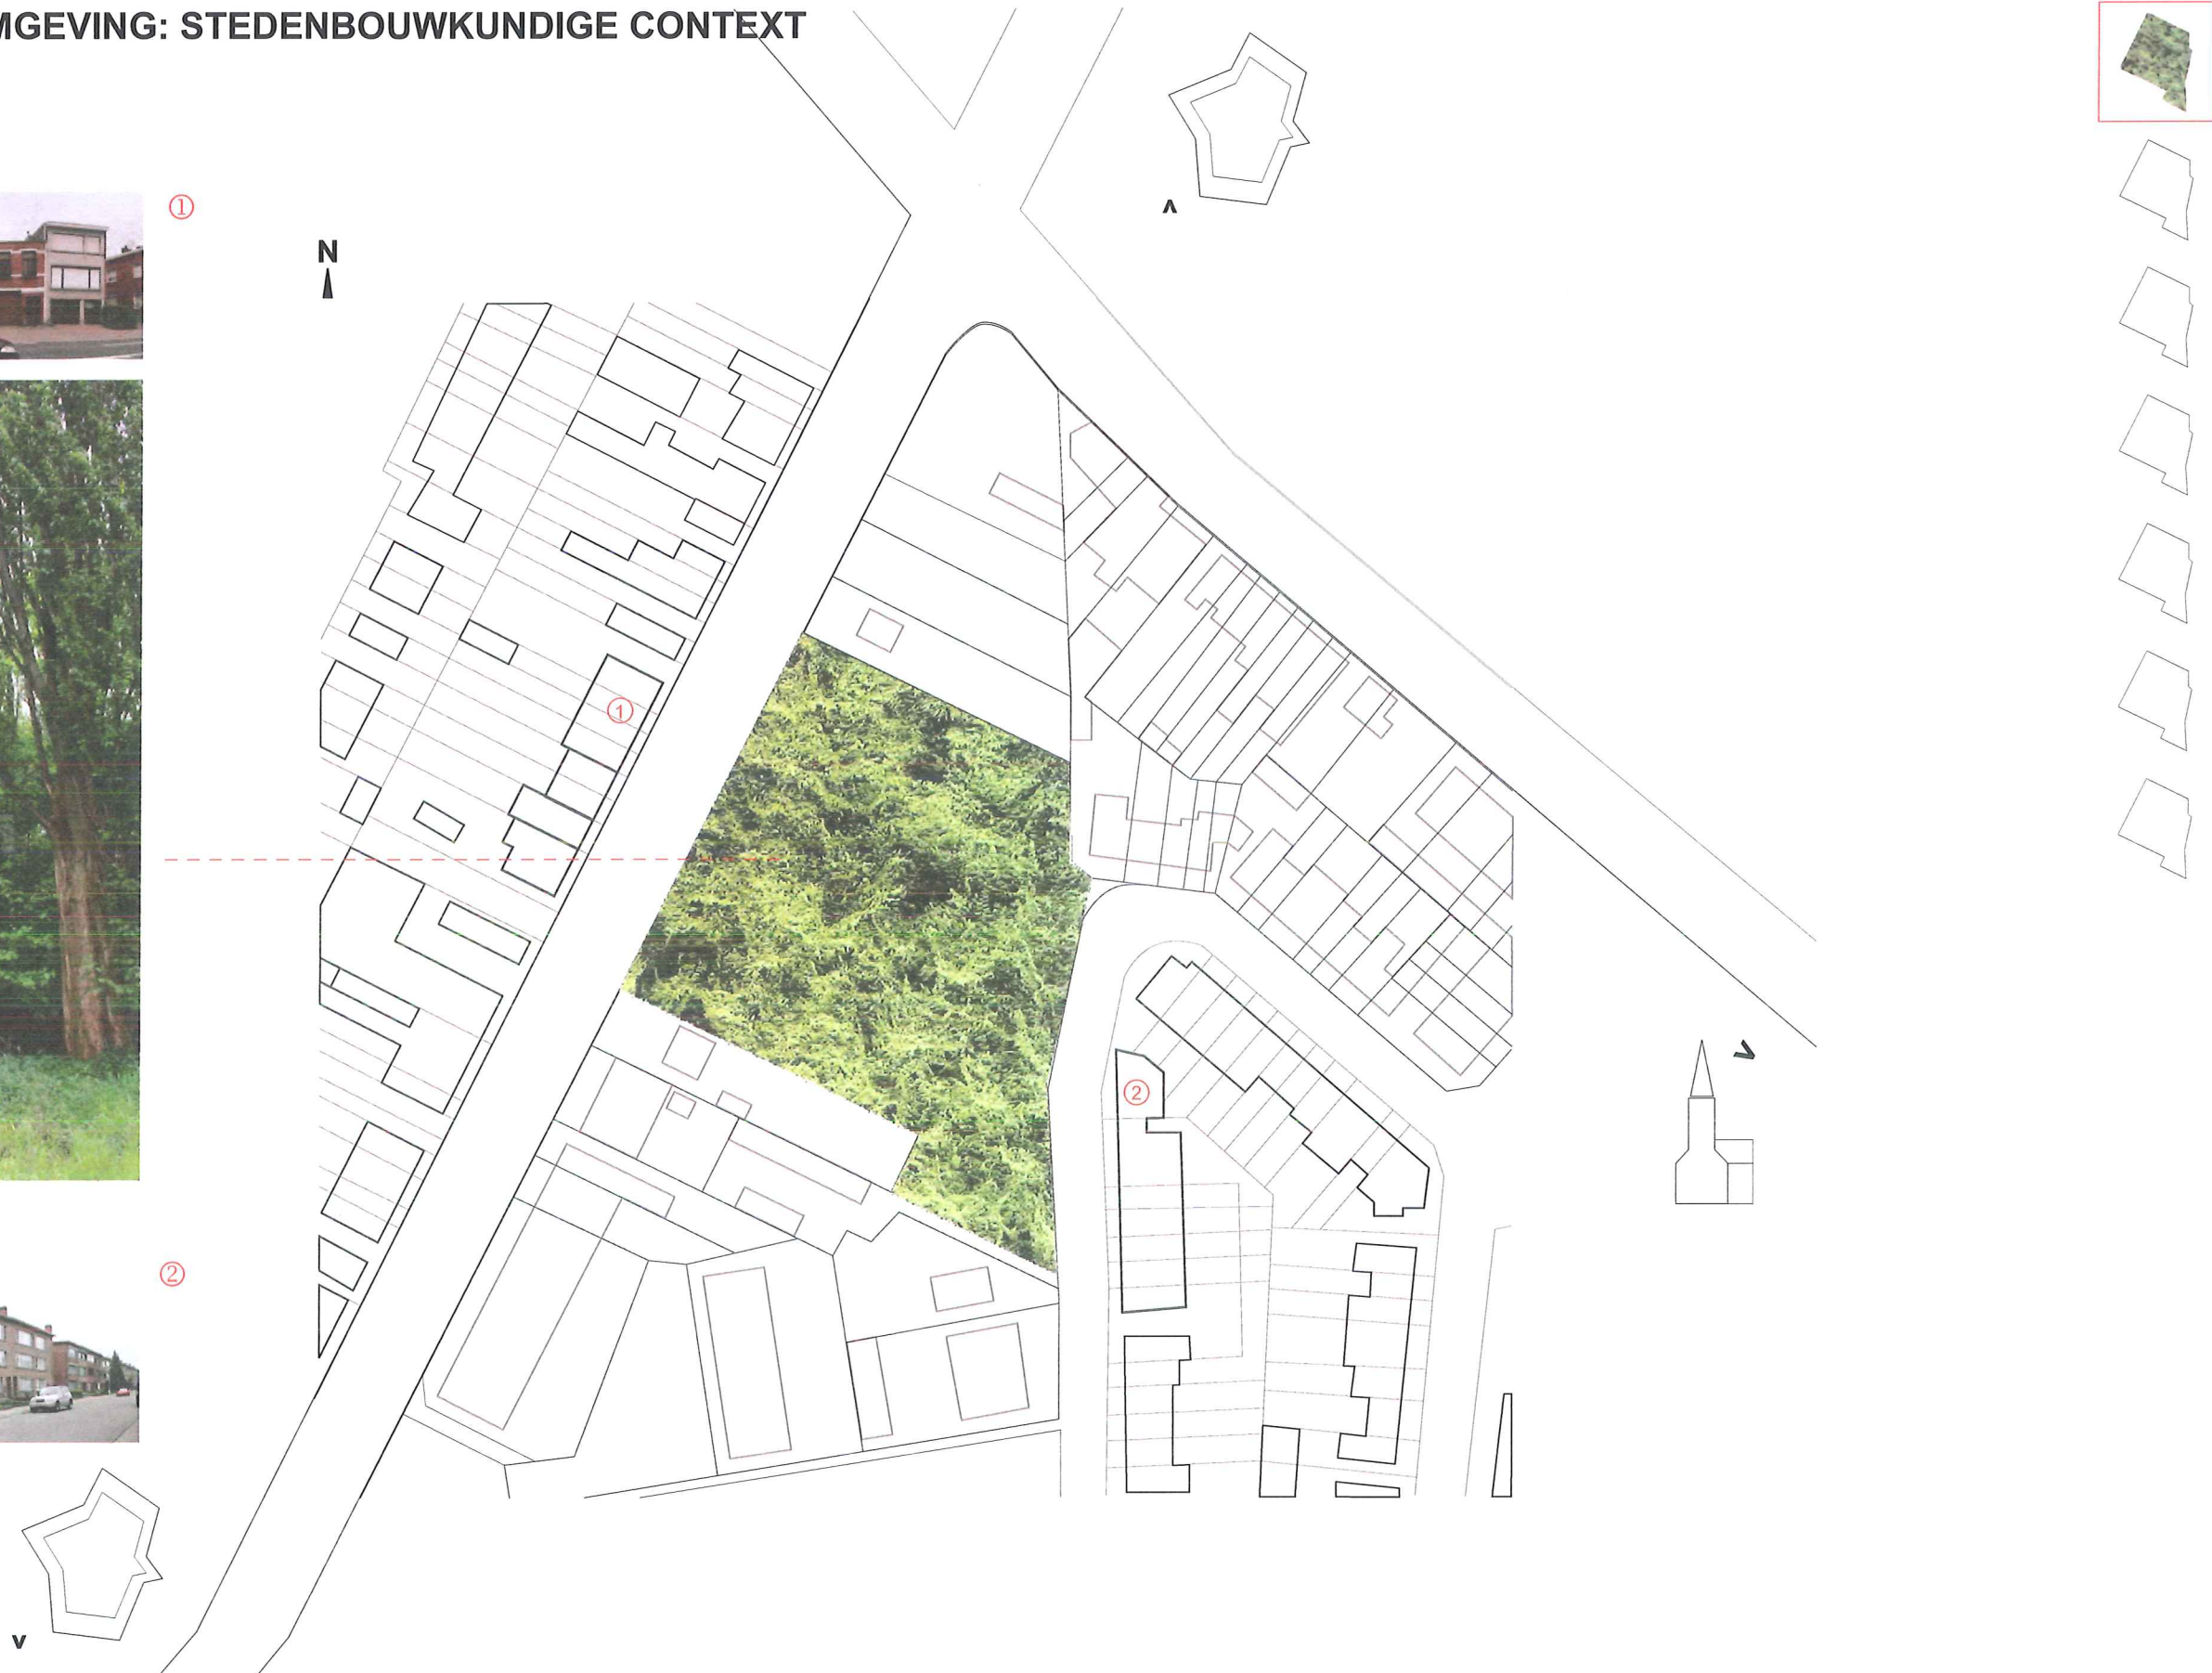 MGEVING: STEDENBOUWKUNDIGE CONTEXT
①
N
①
②
②